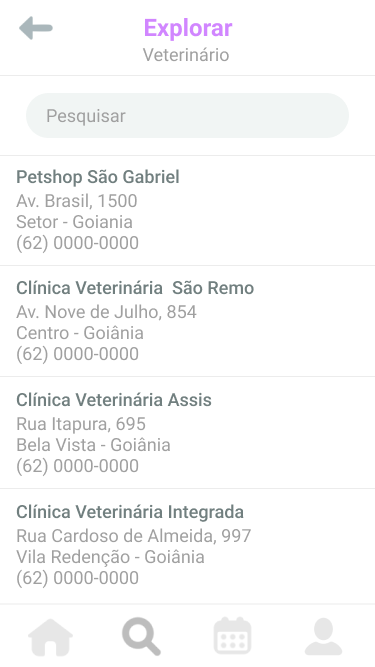 Explorar
Veterinário
Pesquisar
Petshop São Gabriel
Av. Brasil, 1500
Setor - Goiania
(62) 0000-0000
Clínica Veterinária  São Remo
Av. Nove de Julho, 854
Centro - Goiânia
(62) 0000-0000
Clínica Veterinária Assis
Rua Itapura, 695
Bela Vista - Goiânia
(62) 0000-0000
Clínica Veterinária Integrada
Rua Cardoso de Almeida, 997
Vila Redenção - Goiânia
(62) 0000-0000